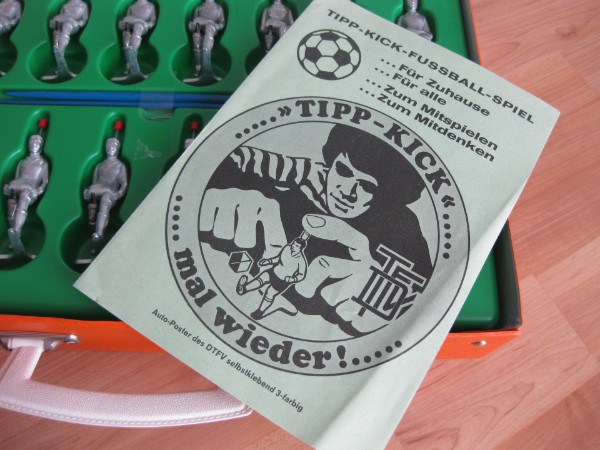 TIPP-KICK-FUSSBALL-SPIEL
...Für Zuhause
...Für alle
...Zum Mitspielen
...Zum Mitdenken
.....»TIPP-KICK«.....
mal wieder!.....
Auto-Poster des DTFV selbstklebend 3-farbig